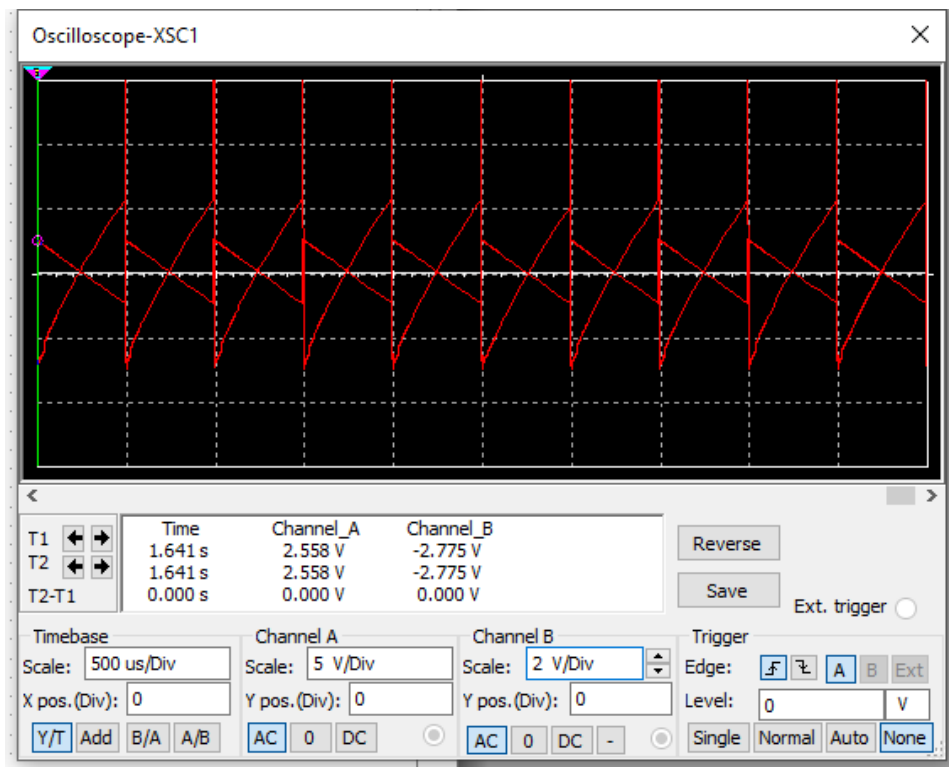 Oscilloscope-XSC1
Time Channel_A Channel_B
T1 1.641 s 2.558 V -2.775 V
T2 1.641 s 2.558 V -2.775 V
T2-T1 0.000 s 0.000 V 0.000 V
Reverse
Save
Ext. trigger
Timebase
Scale: 500 us/Div
X pos.(Div): 0
Y/T Add B/A A/B
Channel A
Scale: 5 V/Div
Y pos.(Div): 0
AC 0 DC
Channel B
Scale: 2 V/Div
Y pos.(Div): 0
AC 0 DC -
Trigger
Edge: A B Ext
Level: 0 V
Single Normal Auto None